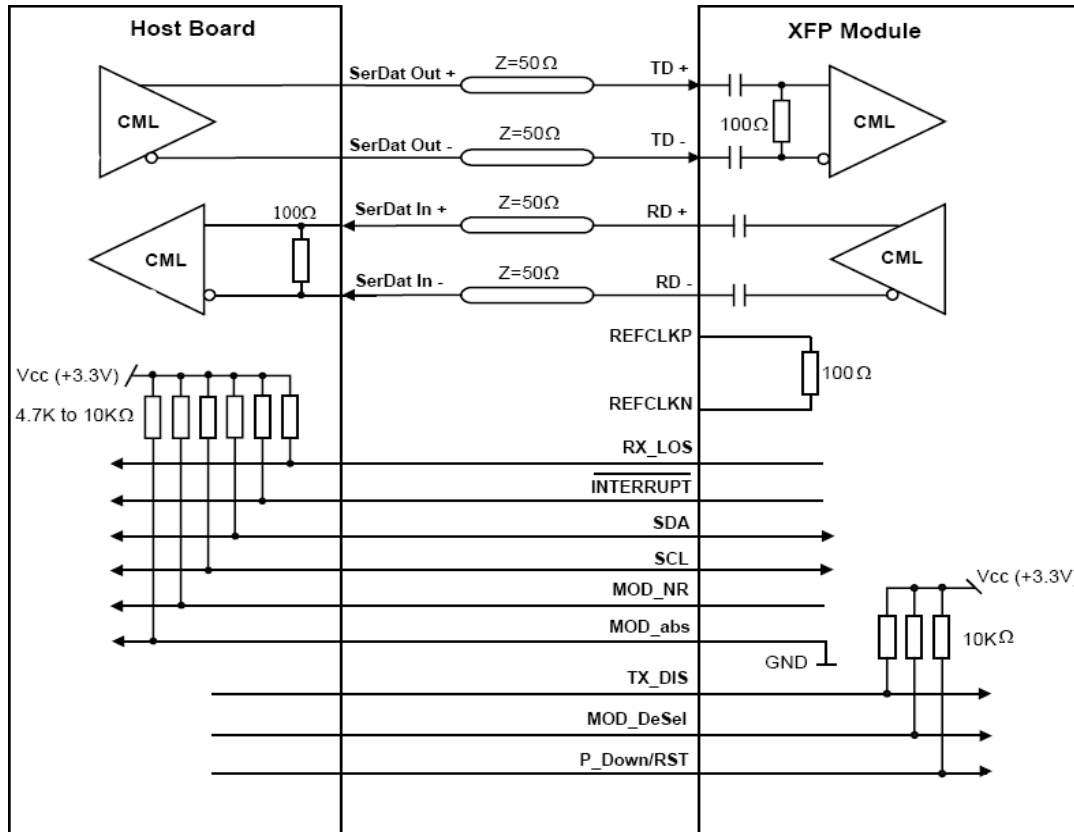 Host Board
XFP Module
SerDat Out +
Z=50Ω
TD +
CML
100Ω
CML
SerDat Out -
Z=50Ω
TD -
SerDat In +
Z=50Ω
RD +
100Ω
CML
CML
SerDat In -
Z=50Ω
RD -
REFCLKP
100Ω
REFCLKN
Vcc (+3.3V)
4.7K to 10KΩ
RX_LOS
INTERRUPT
SDA
SCL
Vcc (+3.3V)
MOD_NR
MOD_abs
10KΩ
GND
TX_DIS
MOD_DeSel
P_Down/RST